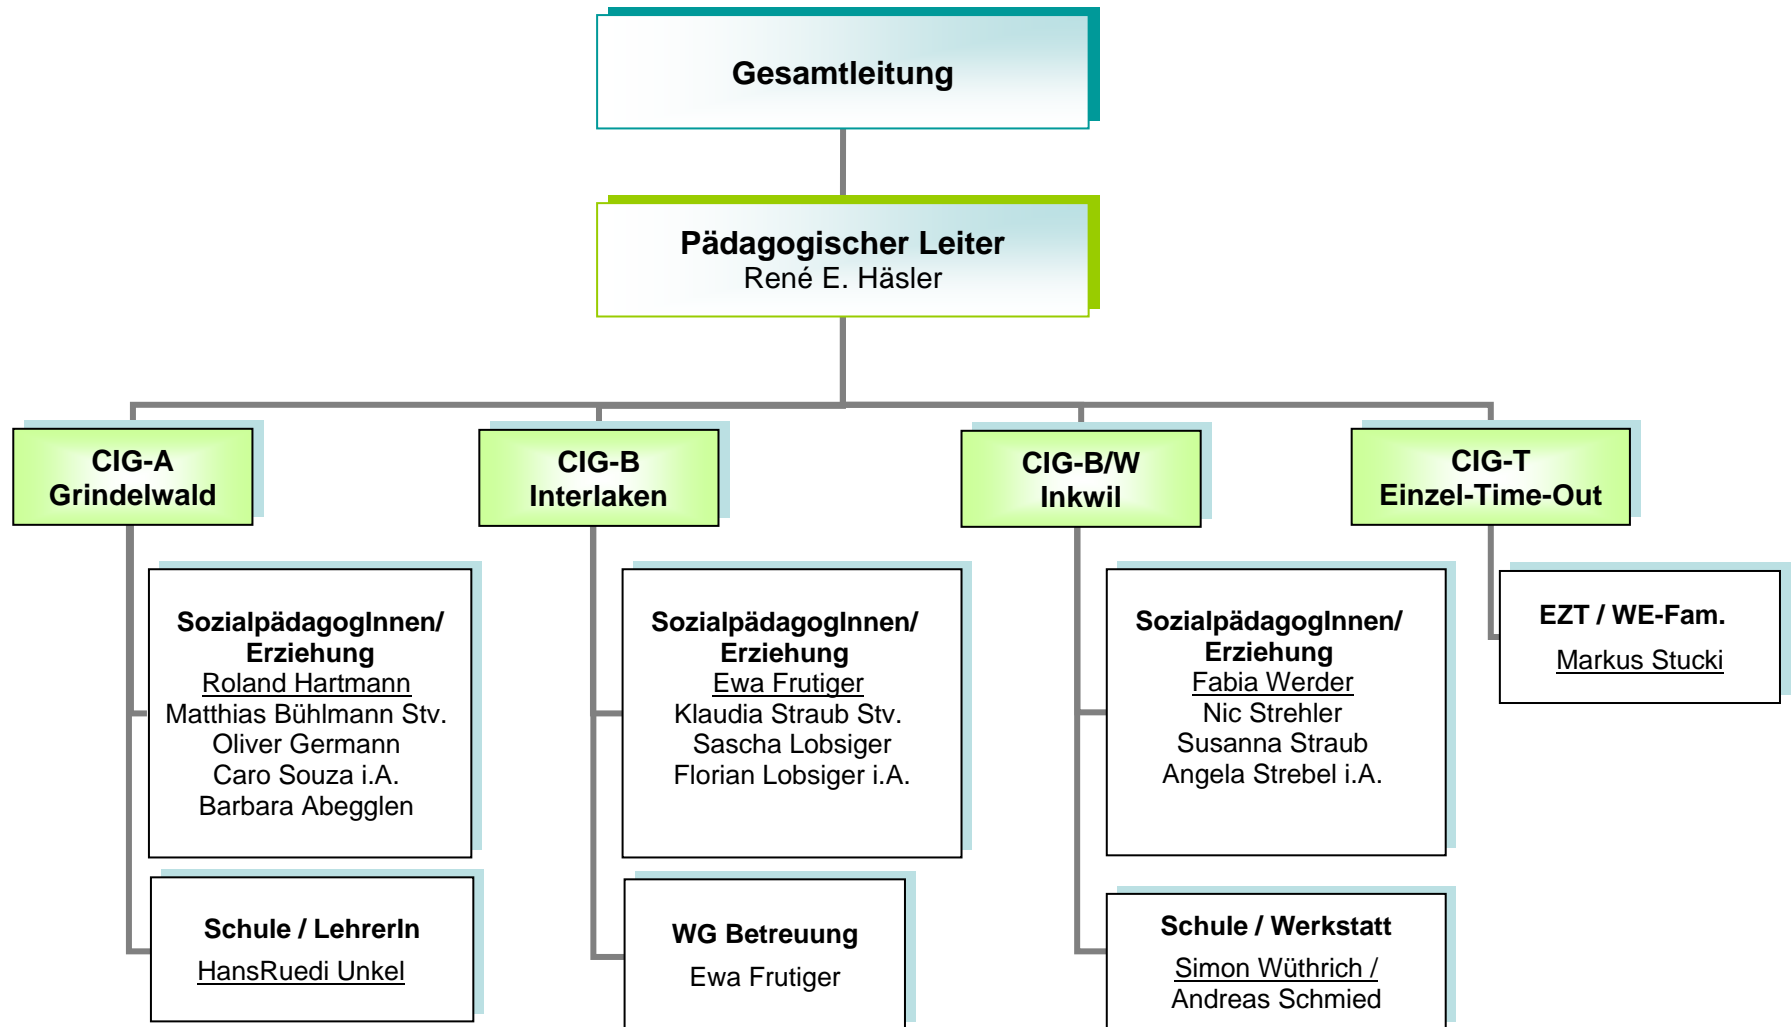 Gesamtleitung
Pädagogischer Leiter
René E. Häsler
CIG-A
Grindelwald
CIG-B
Interlaken
CIG-B/W
Inkwil
CIG-T
Einzel-Time-Out
SozialpädagogInnen/
Erziehung
Roland Hartmann
Matthias Bühlmann Stv.
Oliver Germann
Caro Souza i.A.
Barbara Abegglen
SozialpädagogInnen/
Erziehung
Ewa Frutiger
Klaudia Straub Stv.
Sascha Lobsiger
Florian Lobsiger i.A.
SozialpädagogInnen/
Erziehung
Fabia Werder
Nic Strehler
Susanna Straub
Angela Strebel i.A.
EZT / WE-Fam.
Markus Stucki
Schule / LehrerIn
HansRuedi Unkel
WG Betreuung
Ewa Frutiger
Schule / Werkstatt
Simon Wüthrich /
Andreas Schmied